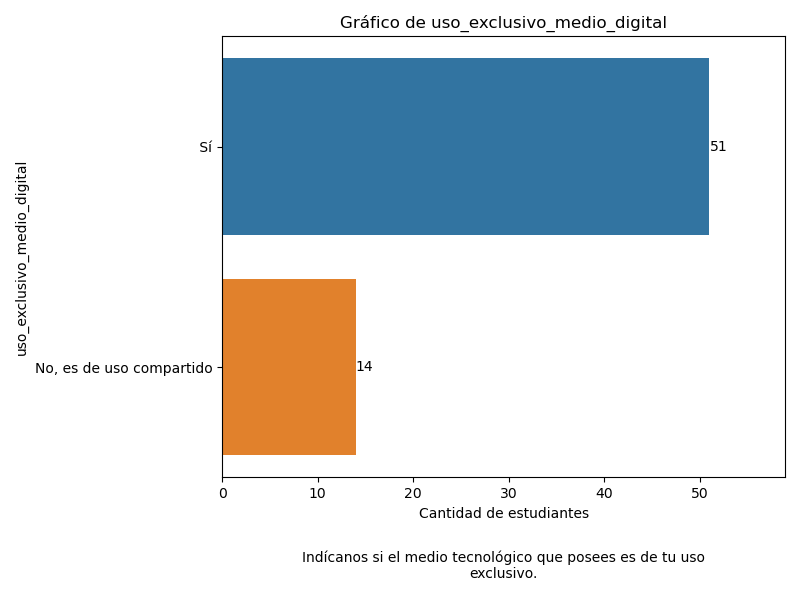 Gráfico de uso_exclusivo_medio_digital
uso_exclusivo_medio_digital
Sí
51
No, es de uso compartido
14
0 10 20 30 40 50
Cantidad de estudiantes
Indícanos si el medio tecnológico que posees es de tu uso
exclusivo.